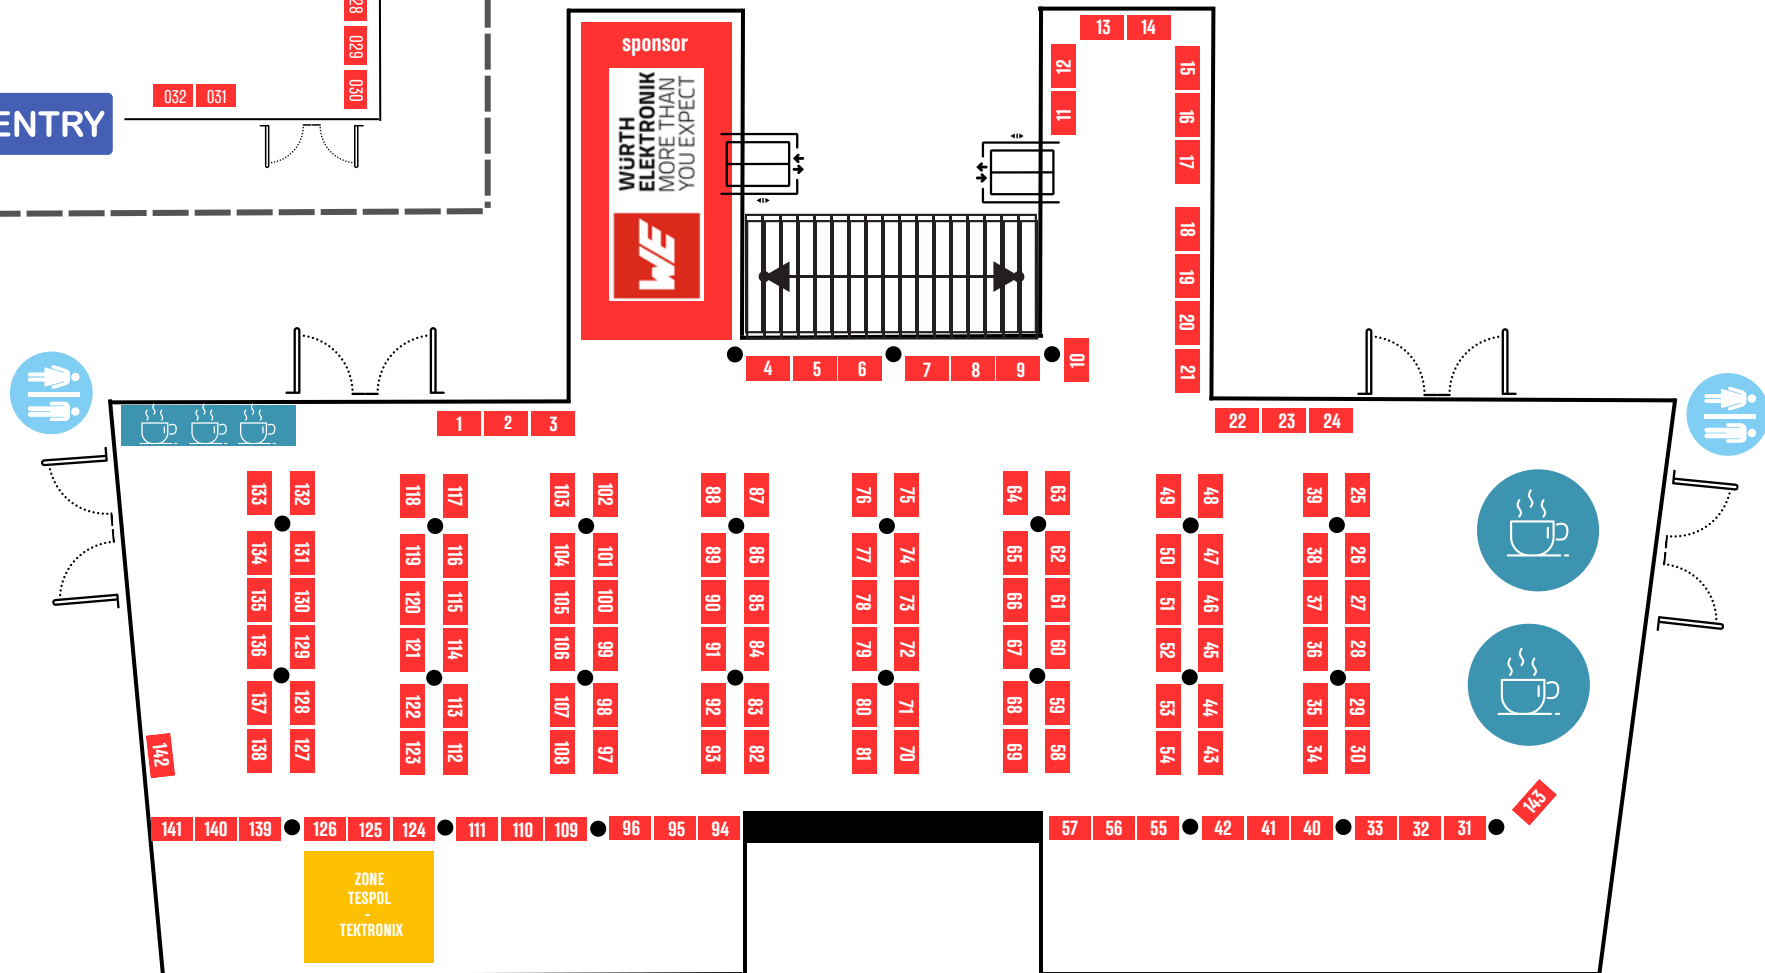 28
029
030
032 031
ENTRY
sponsor
WÜRTH
ELEKTRONIK
MORE THAN
YOU EXPECT
WE
13 14
12
11
15
16
17
18
19
20
21
4 5 6 7 8 9
10
1 2 3
22 23 24
133 132 118 117 103 102 88 87 76 75 64 63 49 48 39 25
134 131 119 116 104 101 89 86 77 74 65 62 50 47 38 26
135 130 120 115 105 100 90 85 78 73 66 61 51 46 37 27
136 129 121 114 106 99 91 84 79 72 67 60 52 45 36 28
137 128 122 113 107 98 92 83 80 71 68 59 53 44 35 29
138 127 123 112 108 97 93 82 81 70 69 58 54 43 34 30
142
143
141 140 139 126 125 124 111 110 109 96 95 94 57 56 55 42 41 40 33 32 31
ZONE
TESPOL
-
TEKTRONIX